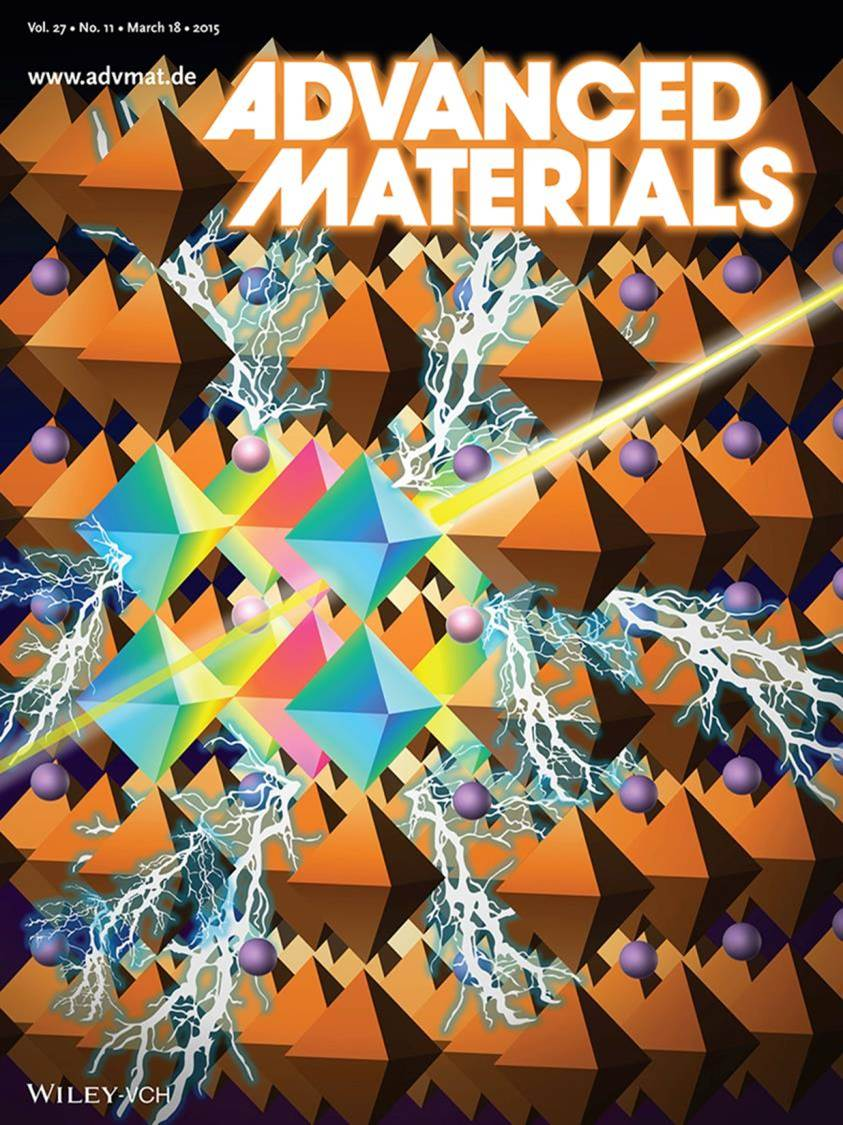 Vol. 27 • No. 11 • March 18 • 2015
www.advmat.de
ADVANCED
MATERIALS
WILEY-VCH